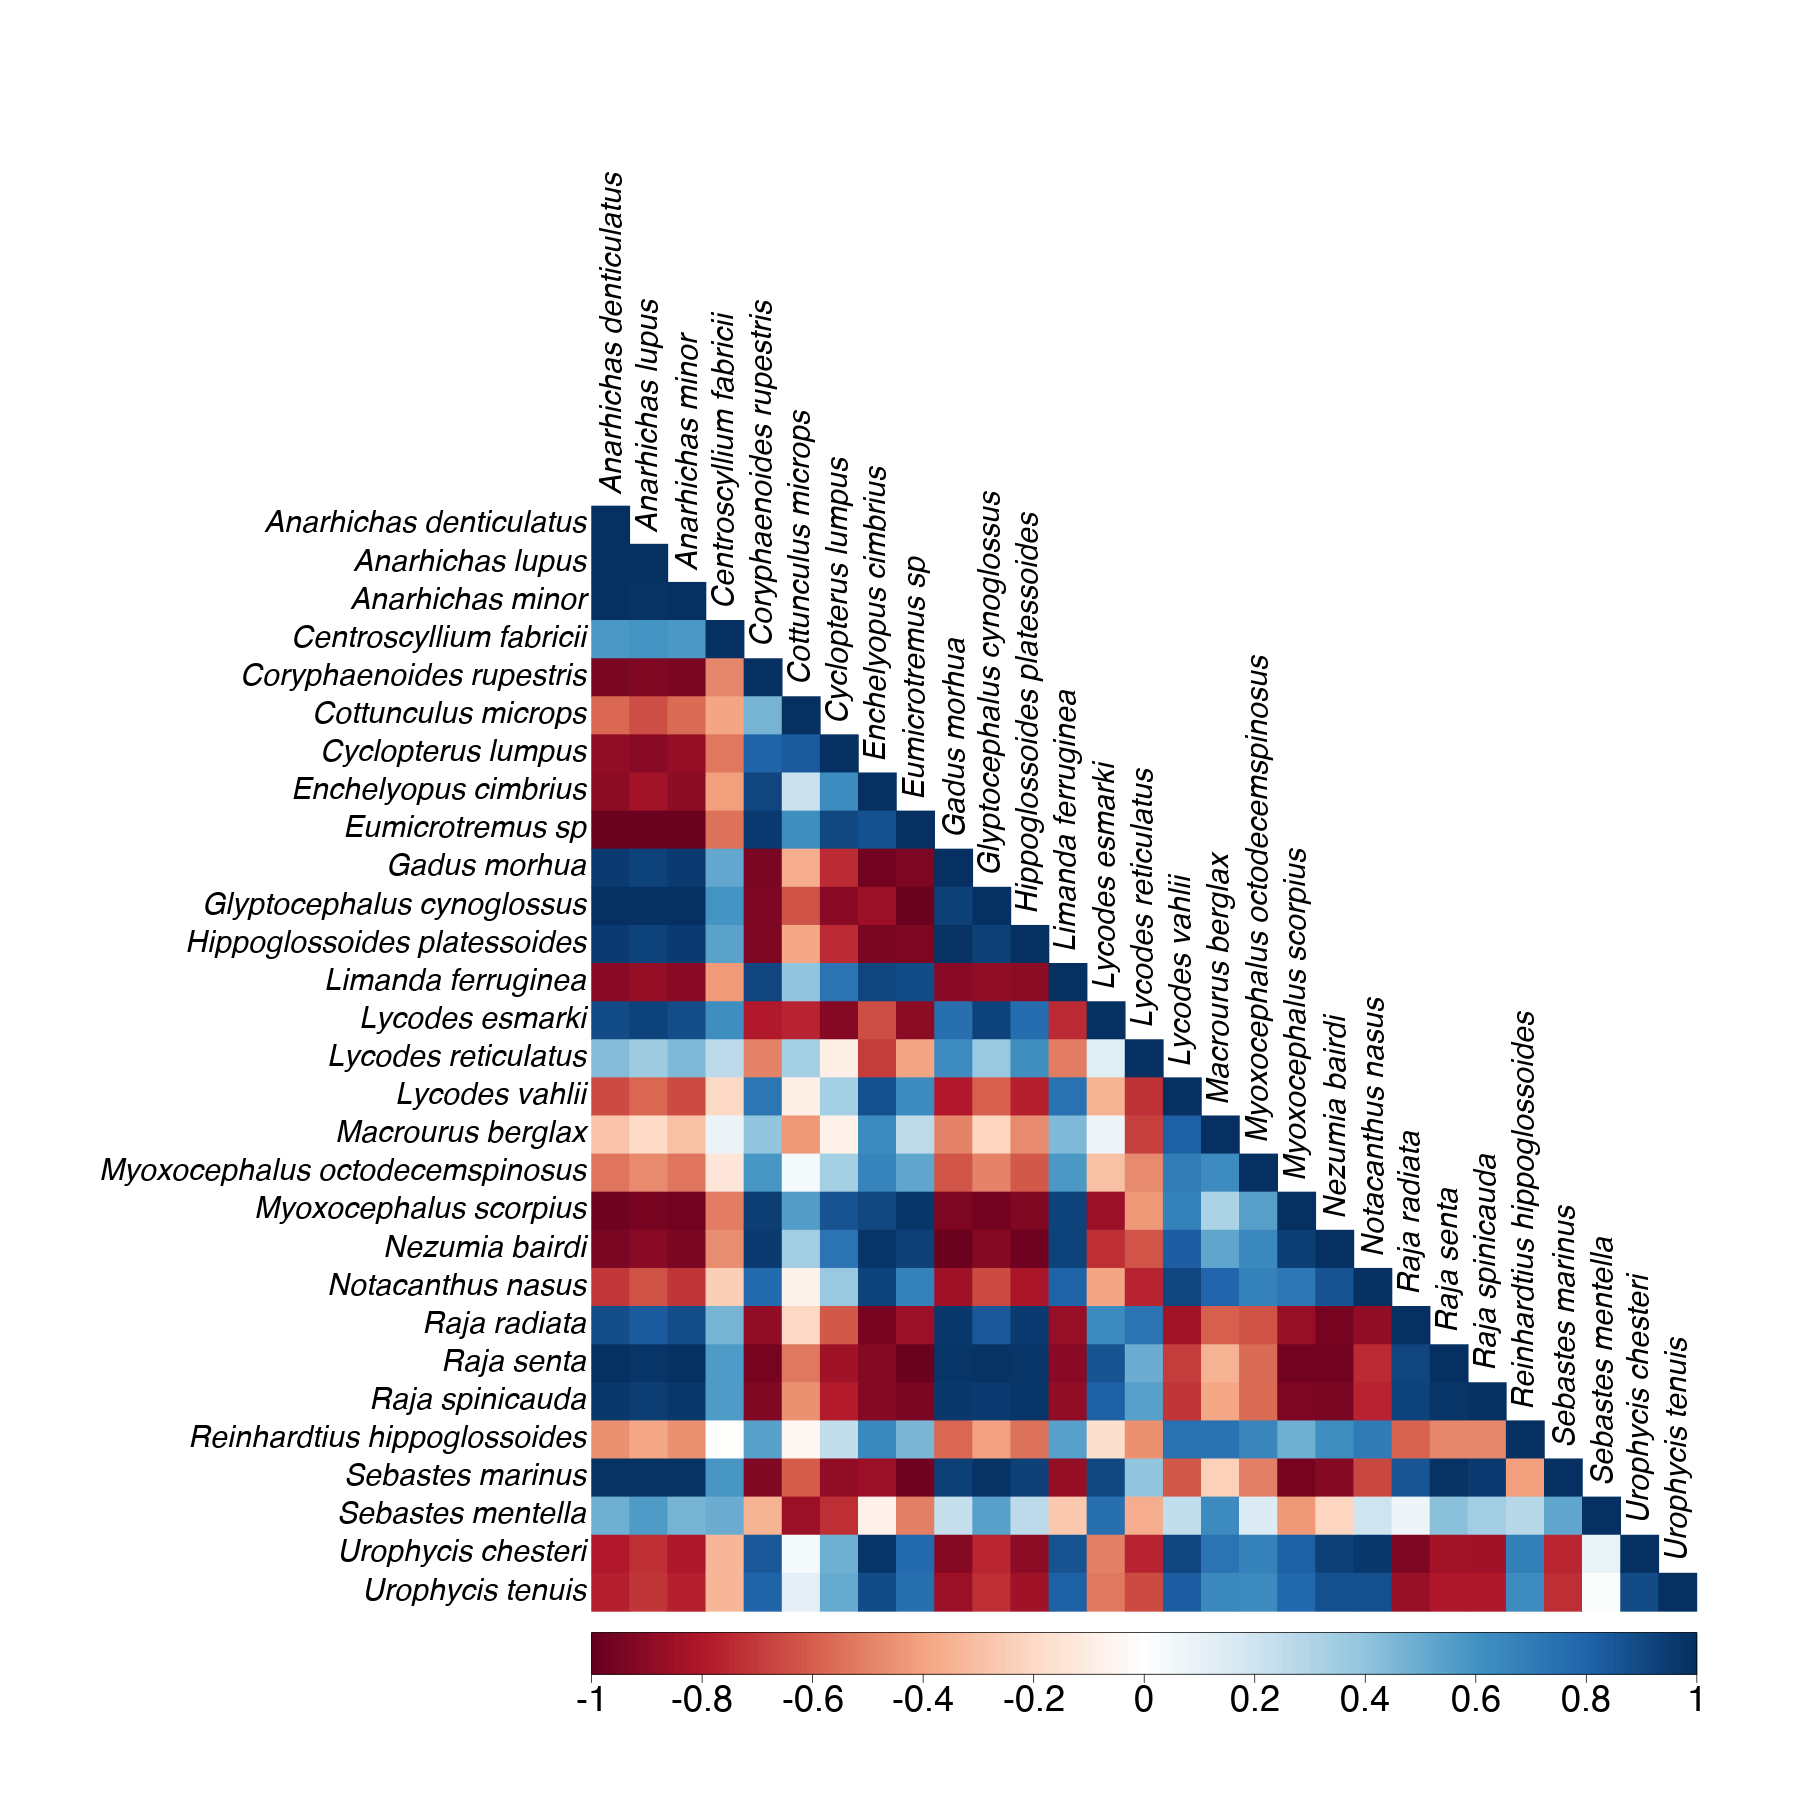 Anarhichas denticulatus
Anarhichas lupus
Anarhichas minor
Centroscyllium fabricii
Coryphaenoides rupestris
Cottunculus microps
Cyclopterus lumpus
Enchelyopus cimbrius
Eumicrotremus sp
Gadus morhua
Glyptocephalus cynoglossus
Hippoglossoides platessoides
Limanda ferruginea
Lycodes esmarki
Lycodes reticulatus
Lycodes vahlii
Macrourus berglax
Myoxocephalus octodecemspinosus
Myoxocephalus scorpius
Nezumia bairdi
Notacanthus nasus
Raja radiata
Raja senta
Raja spinicauda
Reinhardtius hippoglossoides
Sebastes marinus
Sebastes mentella
Urophycis chesteri
Urophycis tenuis
Anarhichas denticulatus
Anarhichas lupus
Anarhichas minor
Centroscyllium fabricii
Coryphaenoides rupestris
Cottunculus microps
Cyclopterus lumpus
Enchelyopus cimbrius
Eumicrotremus sp
Gadus morhua
Glyptocephalus cynoglossus
Hippoglossoides platessoides
Limanda ferruginea
Lycodes esmarki
Lycodes reticulatus
Lycodes vahlii
Macrourus berglax
Myoxocephalus octodecemspinosus
Myoxocephalus scorpius
Nezumia bairdi
Notacanthus nasus
Raja radiata
Raja senta
Raja spinicauda
Reinhardtius hippoglossoides
Sebastes marinus
Sebastes mentella
Urophycis chesteri
Urophycis tenuis
-1 -0.8 -0.6 -0.4 -0.2 0 0.2 0.4 0.6 0.8 1